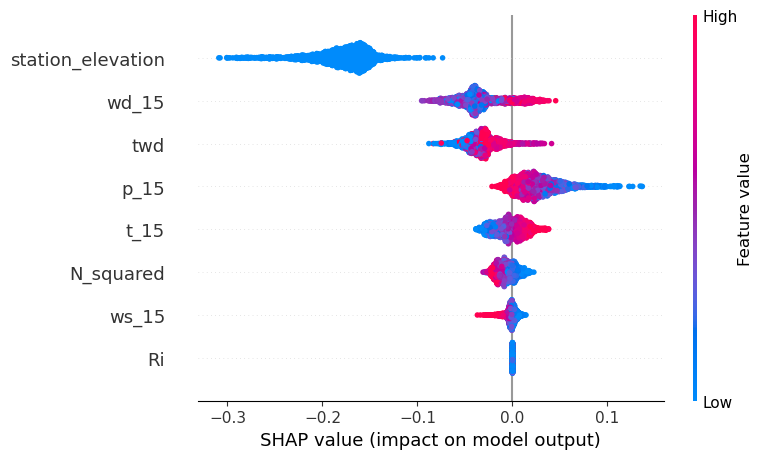 High
station_elevation
wd_15
twd
p_15
t_15
N_squared
ws_15
Ri
Feature value
Low
−0.3 −0.2 −0.1 0.0 0.1
SHAP value (impact on model output)